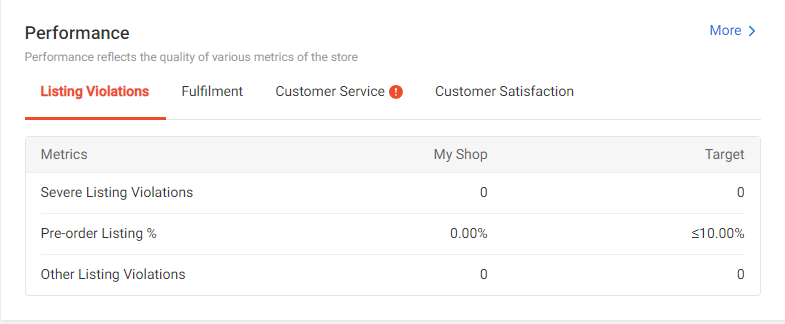 Performance
More
Performance reflects the quality of various metrics of the store
Listing Violations Fulfilment Customer Service ! Customer Satisfaction
Metrics My Shop Target
Severe Listing Violations 0 0
Pre-order Listing % 0.00% ≤10.00%
Other Listing Violations 0 0